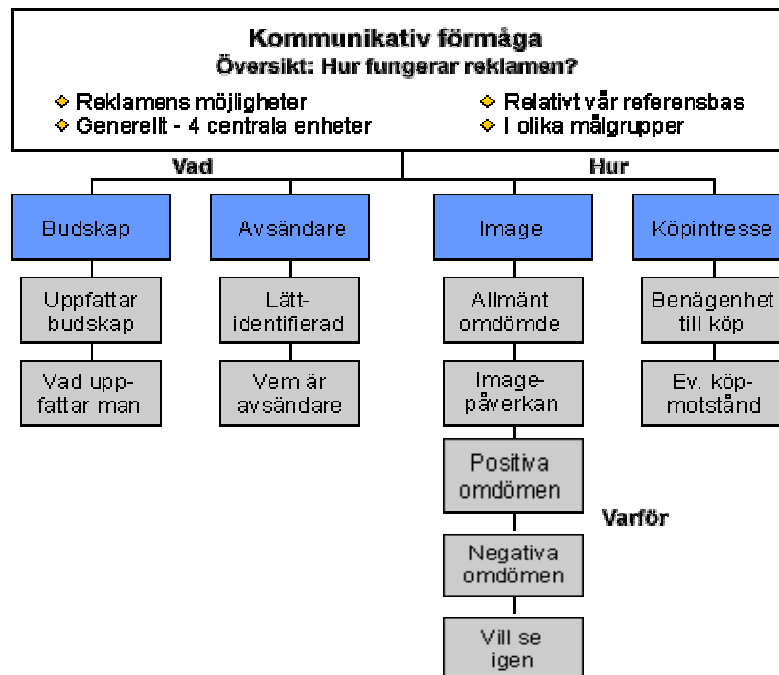 Kommunikativ förmåga
Översikt: Hur fungerar reklamen?
Reklamens möjligheter
Generellt - 4 centrala enheter
Relativt vår referensbas
I olika målgrupper
Vad
Hur
Budskap
Avsändare
Image
Köpintresse
Uppfattar
budskap
Lätt-
identifierad
Allmänt
omdömde
Benägenhet
till köp
Vad upp-
fattar man
Vem är
avsändare
Image-
påverkan
Ev. köp-
motstånd
Positiva
omdömen
Varför
Negativa
omdömen
Vill se
igen